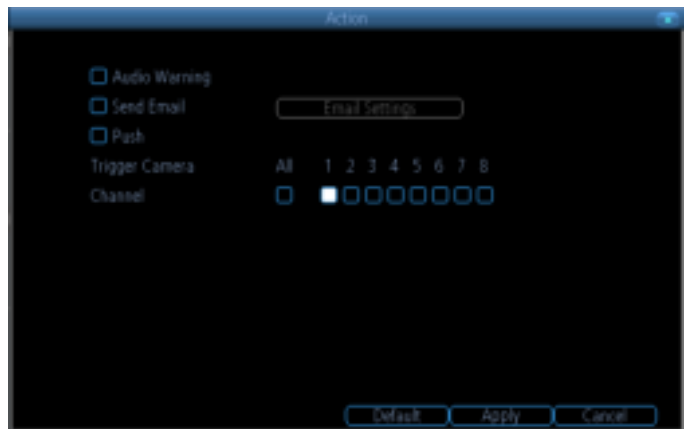 Action
Audio Warning
Send Email Email Settings
Push
Trigger Camera All 1 2 3 4 5 6 7 8
Channel
Default Apply Cancel